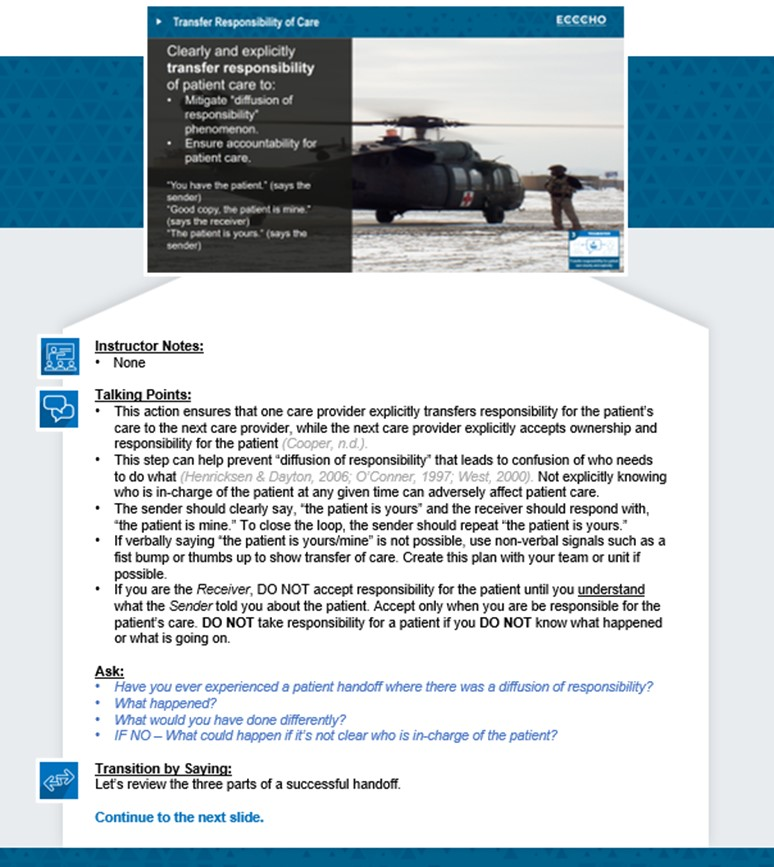 Transfer Responsibility of Care
ECCCHO
Clearly and explicitly
transfer responsibility
of patient care to:
• Mitigate “diffusion of
responsibility”
phenomenon.
• Ensure accountability for
patient care.
“You have the patient.” (says the
sender)
“Good copy, the patient is mine.”
(says the receiver)
“The patient is yours.” (says the
sender)
3
Instructor Notes:
• None
Talking Points:
• This action ensures that one care provider explicitly transfers responsibility for the patient’s
care to the next care provider, while the next care provider explicitly accepts ownership and
responsibility for the patient (Cooper, n.d.).
• This step can help prevent “diffusion of responsibility” that leads to confusion of who needs
to do what (Henricksen & Dayton, 2006; O’Conner, 1997; West, 2000). Not explicitly knowing
who is in-charge of the patient at any given time can adversely affect patient care.
• The sender should clearly say, “the patient is yours” and the receiver should respond with,
“the patient is mine.” To close the loop, the sender should repeat “the patient is yours.”
• If verbally saying “the patient is yours/mine” is not possible, use non-verbal signals such as a
fist bump or thumbs up to show transfer of care. Create this plan with your team or unit if
possible.
• If you are the Receiver, DO NOT accept responsibility for the patient until you understand
what the Sender told you about the patient. Accept only when you are be responsible for the
patient’s care. DO NOT take responsibility for a patient if you DO NOT know what happened
or what is going on.
Ask:
• Have you ever experienced a patient handoff where there was a diffusion of responsibility?
• What happened?
• What would you have done differently?
• IF NO – What could happen if it’s not clear who is in-charge of the patient?
Transition by Saying:
Let’s review the three parts of a successful handoff.
Continue to the next slide.